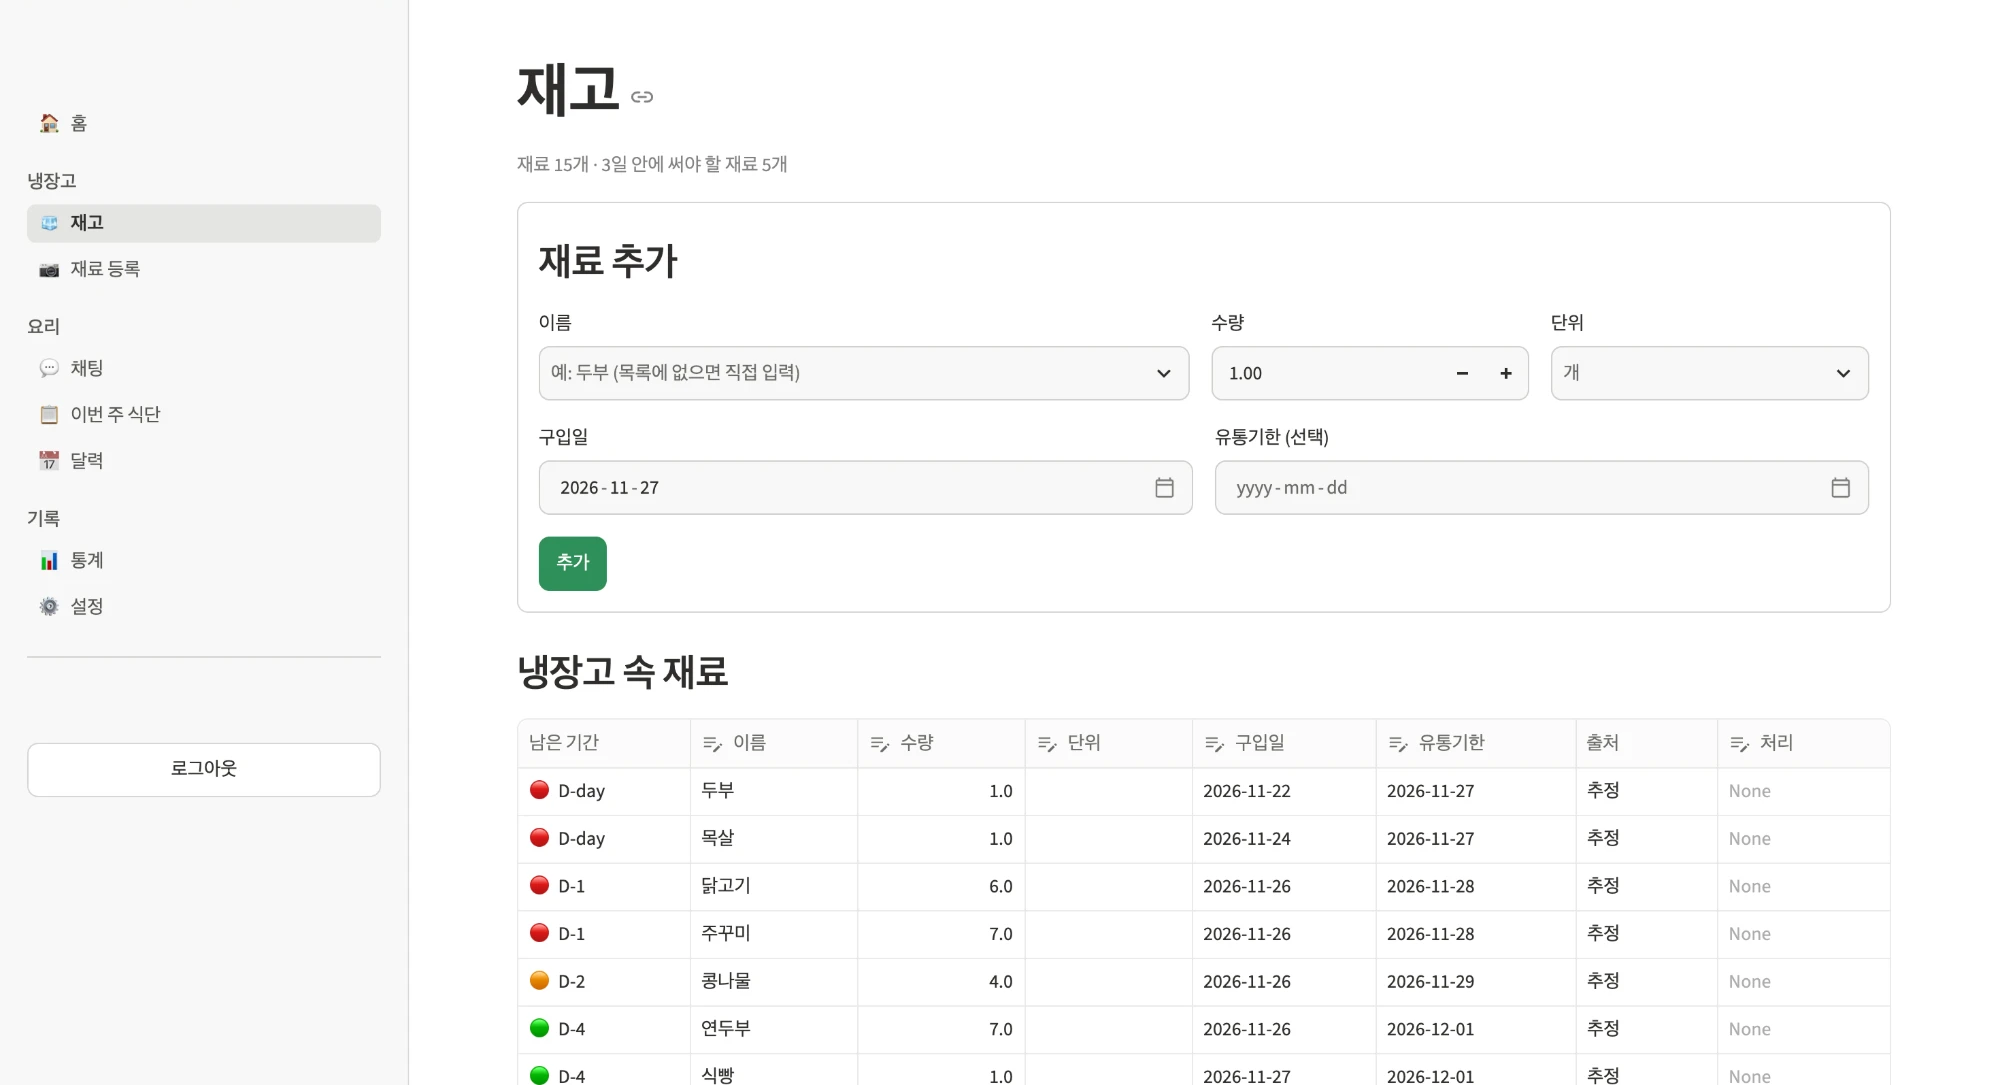 홈
냉장고
재고
재료 등록
요리
채팅
이번 주 식단
17 달력
기록
통계
설정
로그아웃
재고
재료 15개 · 3일 안에 써야 할 재료 5개
재료 추가
이름 수량 단위
예: 두부 (목록에 없으면 직접 입력) 1.00 개
구입일 유통기한 (선택)
2026-11-27 yyyy-mm-dd
추가
냉장고 속 재료
남은 기간 이름 수량 단위 구입일 유통기한 출처 처리
D-day 두부 1.0 2026-11-22 2026-11-27 추정 None
D-day 목살 1.0 2026-11-24 2026-11-27 추정 None
D-1 닭고기 6.0 2026-11-26 2026-11-28 추정 None
D-1 주꾸미 7.0 2026-11-26 2026-11-28 추정 None
D-2 콩나물 4.0 2026-11-26 2026-11-29 추정 None
D-4 연두부 7.0 2026-11-26 2026-12-01 추정 None
D-4 식빵 1.0 2026-11-27 2026-12-01 추정 None